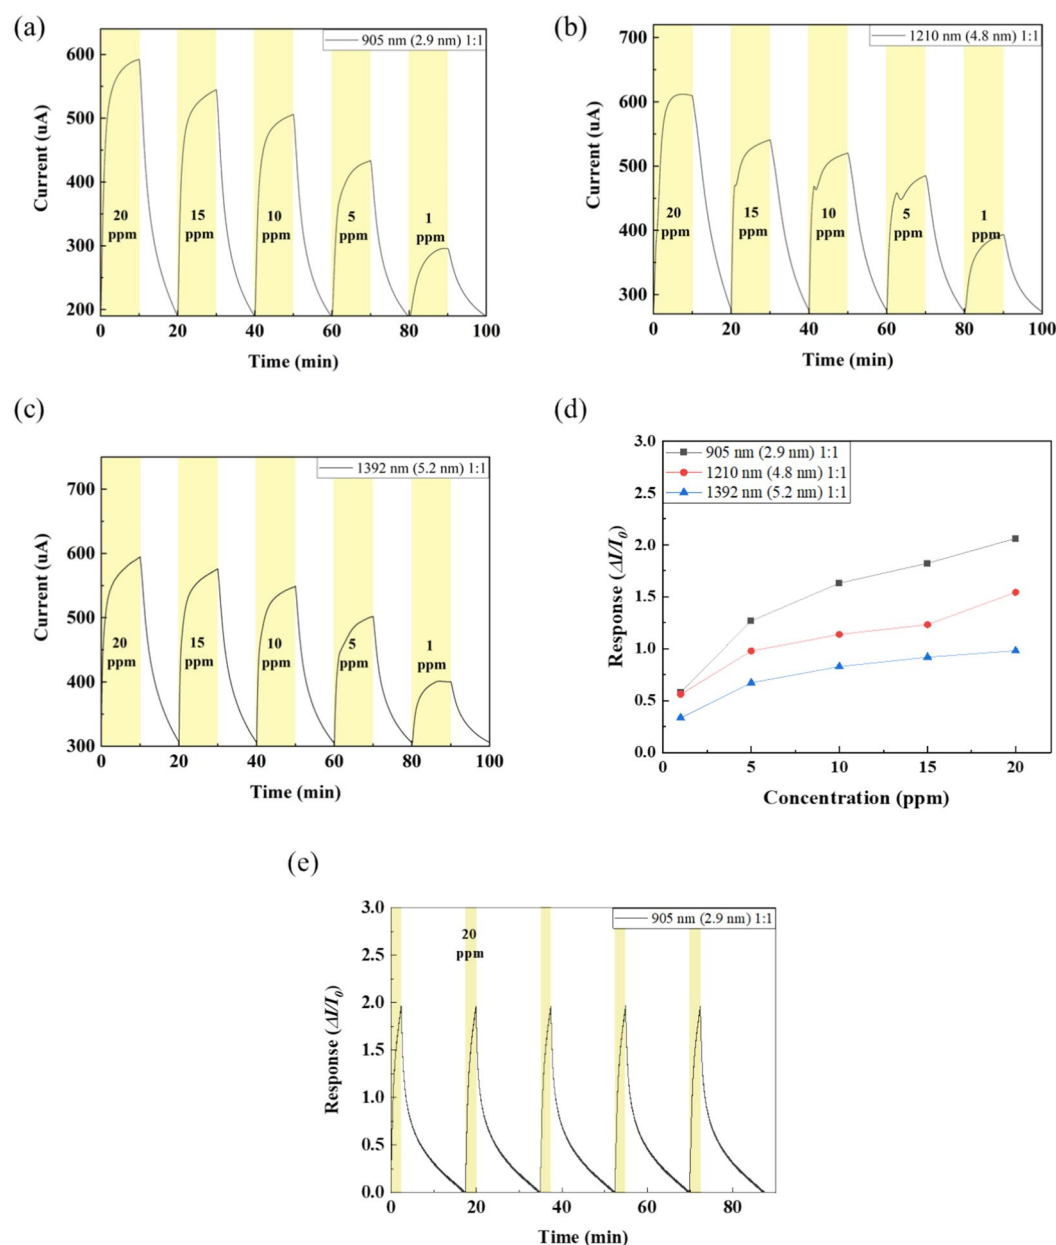 (a)
905 nm (2.9 nm) 1:1
600
500
400
300
200
Current (uA)
20
ppm
15
ppm
10
ppm
5
ppm
1
ppm
0 20 40 60 80 100
Time (min)
(b)
1210 nm (4.8 nm) 1:1
700
600
500
400
300
Current (uA)
20
ppm
15
ppm
10
ppm
5
ppm
1
ppm
0 20 40 60 80 100
Time (min)
(c)
1392 nm (5.2 nm) 1:1
700
600
500
400
300
Current (uA)
20
ppm
15
ppm
10
ppm
5
ppm
1
ppm
0 20 40 60 80 100
Time (min)
(d)
905 nm (2.9 nm) 1:1
1210 nm (4.8 nm) 1:1
1392 nm (5.2 nm) 1:1
3.0
2.5
2.0
1.5
1.0
0.5
0.0
Response (ΔI/I₀)
0 5 10 15 20
Concentration (ppm)
(e)
905 nm (2.9 nm) 1:1
3.0
2.5
2.0
1.5
1.0
0.5
0.0
Response (ΔI/I₀)
20
ppm
0 20 40 60 80
Time (min)